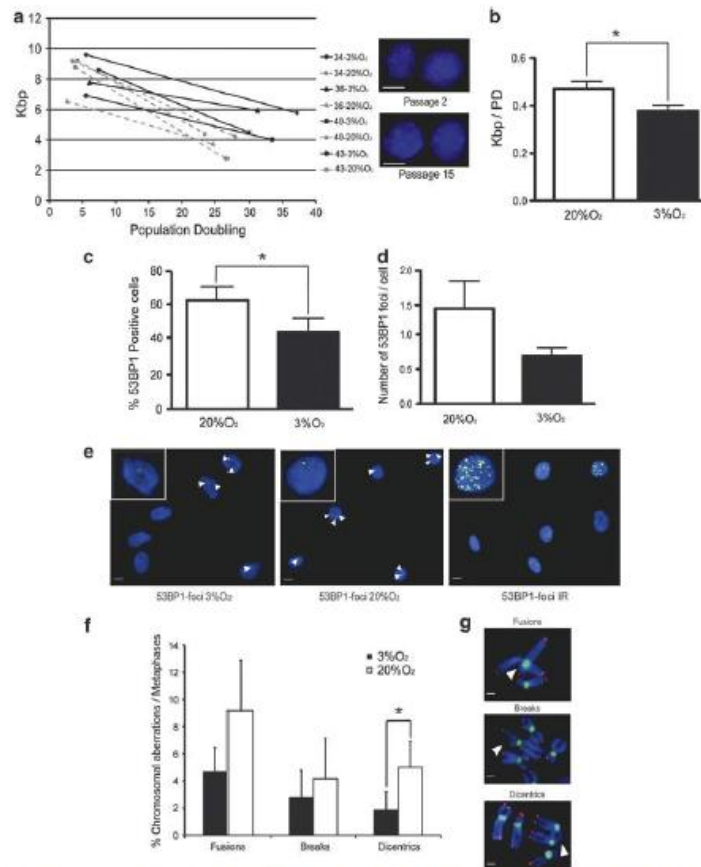 a
12
10
8
6
4
2
0
Kbp
0 5 10 15 20 25 30 35 40
Population Doubling
34-3%O₂
34-20%O₂
36-3%O₂
36-20%O₂
40-3%O₂
40-20%O₂
43-3%O₂
43-20%O₂
Passage 2
Passage 15
b
*
0.6
0.4
0.2
0.0
Kbp / PD
20%O₂ 3%O₂
c
*
80
60
40
20
0
% 53BP1 Positive cells
20%O₂ 3%O₂
d
2.0
1.5
1.0
0.5
0.0
Number of 53BP1 foci / cell
20%O₂ 3%O₂
e
53BP1-foci 3%O₂ 53BP1-foci 20%O₂ 53BP1-foci IR
f
14
12
10
8
6
4
2
0
% Chromosomal aberrations / Metaphases
3%O₂
20%O₂
*
Fusions Breaks Dicentrics
g
Fusions
Breaks
Dicentrics